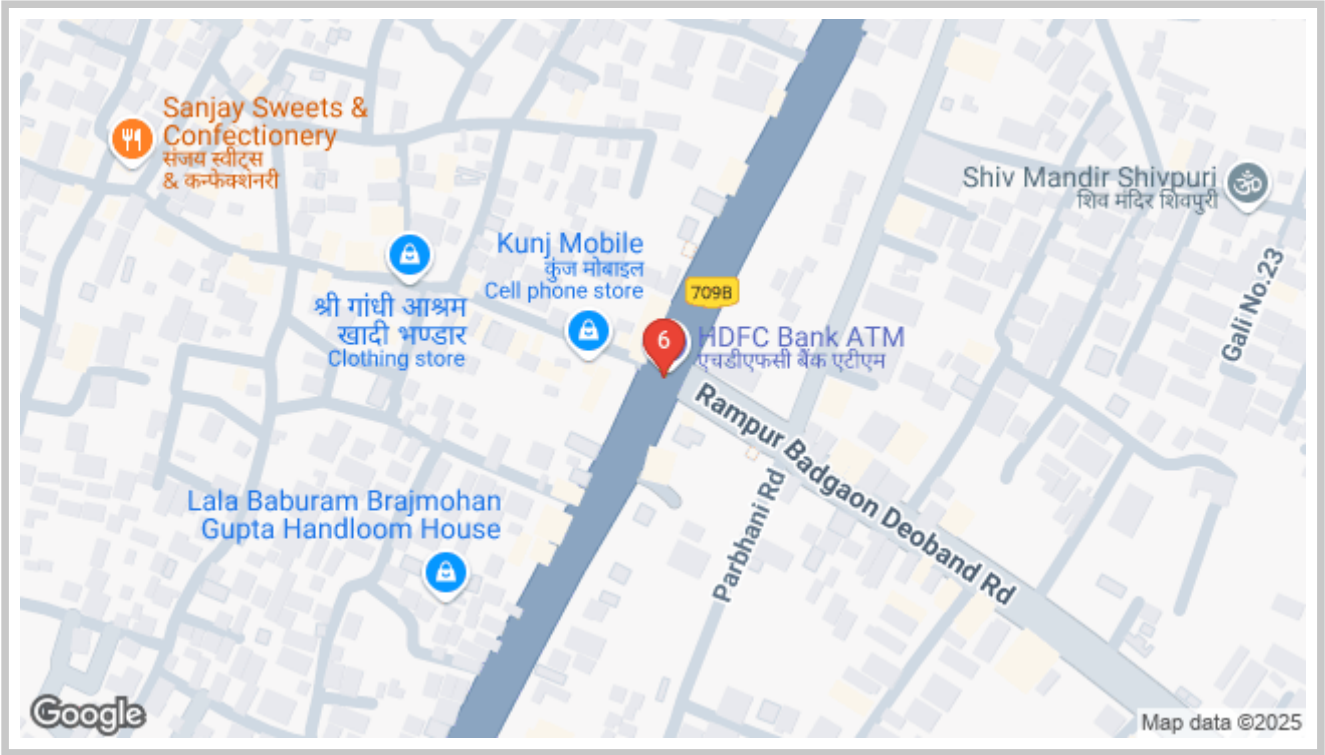 Sanjay Sweets &
Confectionery
संजय स्वीट्स
& कन्फेक्शनरी
Shiv Mandir Shivpuri
शिव मंदिर शिवपुरी
Kunj Mobile
कुंज मोबाइल
Cell phone store
709B
Gali No.23
श्री गांधी आश्रम
खादी भण्डार
Clothing store
6
HDFC Bank ATM
एचडीएफसी बैंक एटीएम
Rampur Badgaon Deoband Rd
Parbhani Rd
Lala Baburam Brajmohan
Gupta Handloom House
Google
Map data ©2025